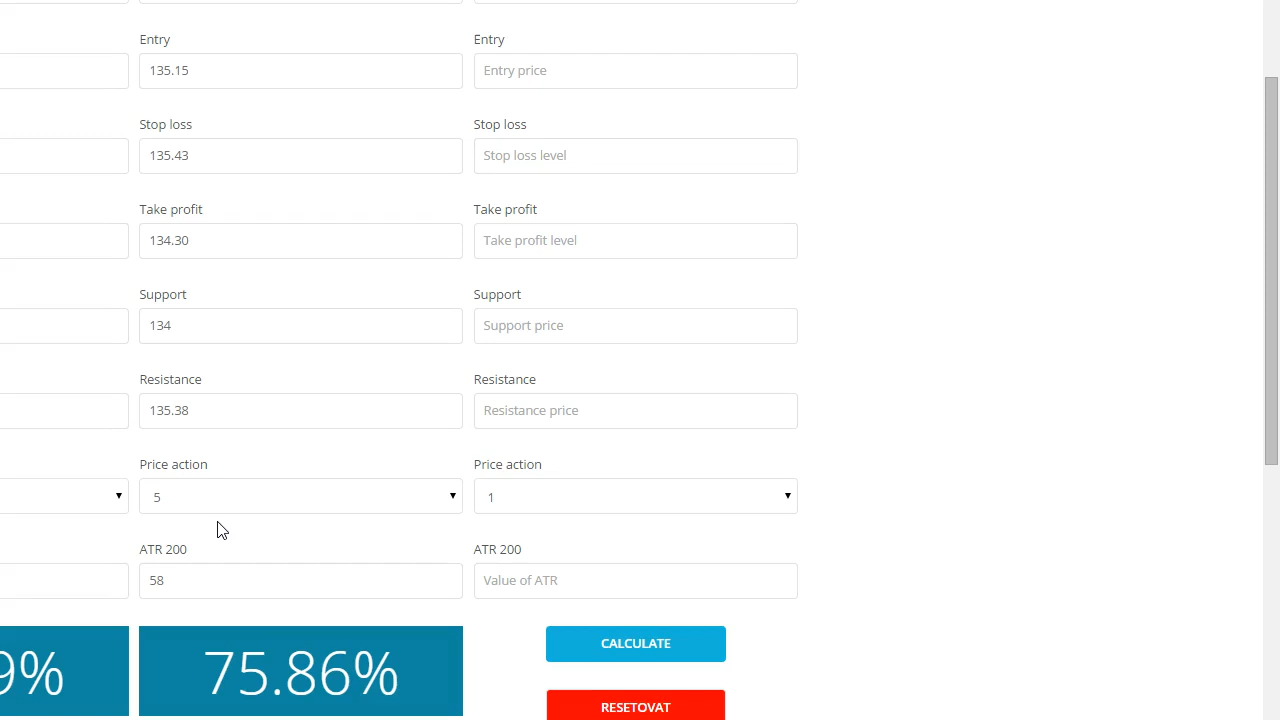 Entry Entry
135.15 Entry price
Stop loss Stop loss
135.43 Stop loss level
Take profit Take profit
134.30 Take profit level
Support Support
134 Support price
Resistance Resistance
135.38 Resistance price
Price action Price action
5 1
ATR 200 ATR 200
58 Value of ATR
9% 75.86% CALCULATE
RESETOVAT